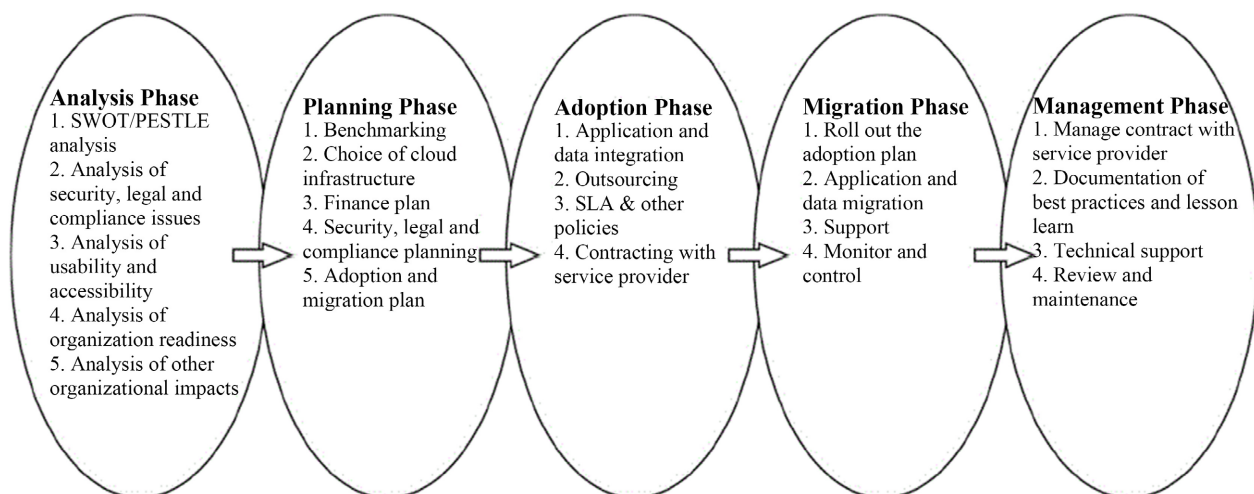 Analysis Phase
1. SWOT/PESTLE
analysis
2. Analysis of
security, legal and
compliance issues
3. Analysis of
usability and
accessibility
4. Analysis of
organization readiness
5. Analysis of other
organizational impacts
Planning Phase
1. Benchmarking
2. Choice of cloud
infrastructure
3. Finance plan
4. Security, legal and
compliance planning
5. Adoption and
migration plan
Adoption Phase
1. Application and
data integration
2. Outsourcing
3. SLA & other
policies
4. Contracting with
service provider
Migration Phase
1. Roll out the
adoption plan
2. Application and
data migration
3. Support
4. Monitor and
control
Management Phase
1. Manage contract with
service provider
2. Documentation of
best practices and lesson
learn
3. Technical support
4. Review and
maintenance